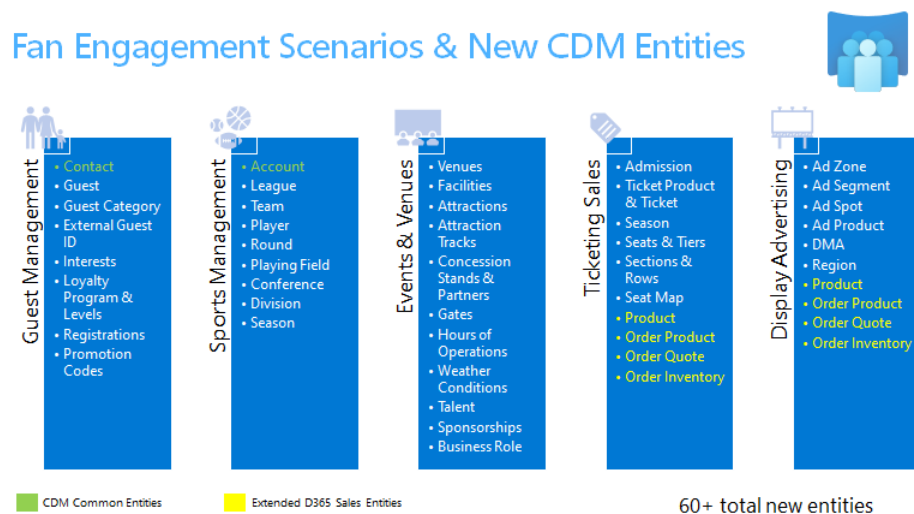 Fan Engagement Scenarios & New CDM Entities
Guest Management
• Contact
• Guest
• Guest Category
• External Guest
ID
• Interests
• Loyalty
Program &
Levels
• Registrations
• Promotion
Codes
Sports Management
• Account
• League
• Team
• Player
• Round
• Playing Field
• Conference
• Division
• Season
Events & Venues
• Venues
• Facilities
• Attractions
• Attraction
Tracks
• Concession
Stands &
Partners
• Gates
• Hours of
Operations
• Weather
Conditions
• Talent
• Sponsorships
• Business Role
Ticketing Sales
• Admission
• Ticket Product
& Ticket
• Season
• Seats & Tiers
• Sections &
Rows
• Seat Map
• Product
• Order Product
• Order Quote
• Order Inventory
Display Advertising
• Ad Zone
• Ad Segment
• Ad Spot
• Ad Product
• DMA
• Region
• Product
• Order Product
• Order Quote
• Order Inventory
CDM Common Entities
Extended D365 Sales Entities
60+ total new entities